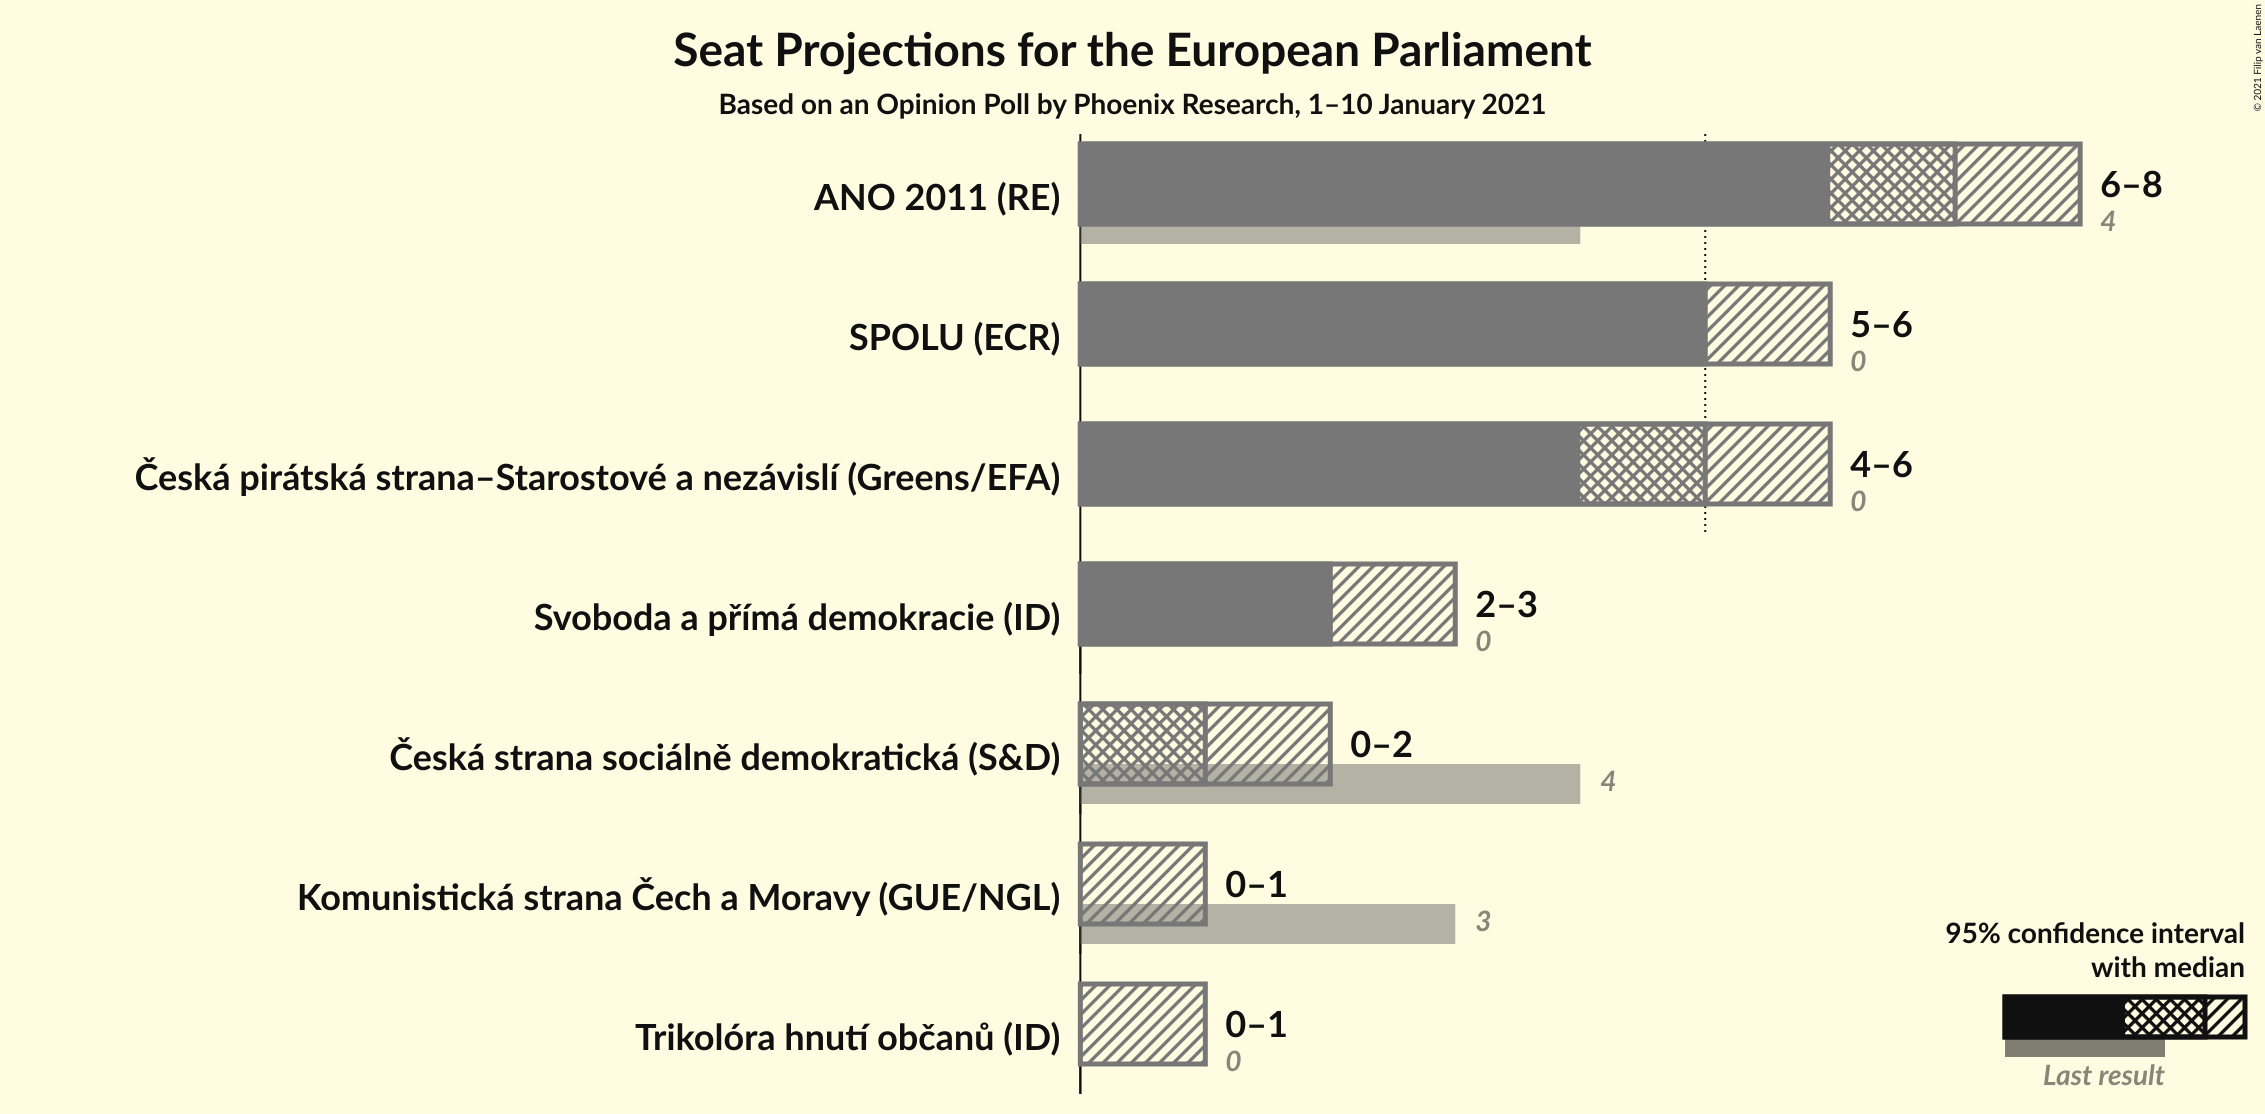 Seat Projections for the European Parliament
Based on an Opinion Poll by Phoenix Research, 1–10 January 2021
© 2021 Filip van Laenen
ANO 2011 (RE)
6–8
4
SPOLU (ECR)
5–6
0
Česká pirátská strana–Starostové a nezávislí (Greens/EFA)
4–6
0
Svoboda a přímá demokracie (ID)
2–3
0
Česká strana sociálně demokratická (S&D)
0–2
4
Komunistická strana Čech a Moravy (GUE/NGL)
0–1
3
Trikolóra hnutí občanů (ID)
0–1
0
95% confidence interval
with median
Last result